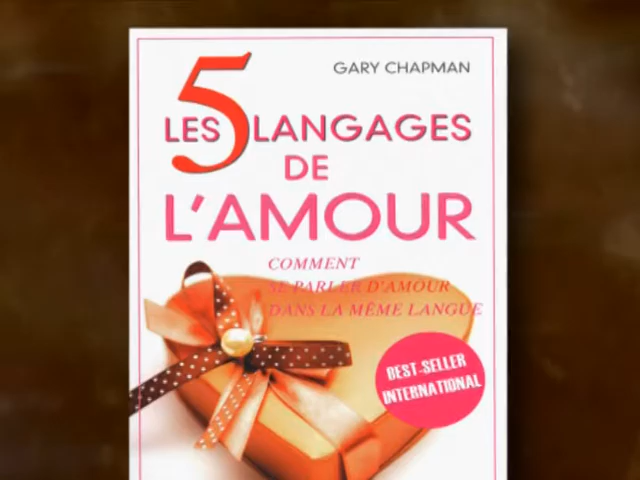 GARY CHAPMAN
LES 5 LANGAGES
DE
L'AMOUR
COMMENT
SE PARLER D'AMOUR
DANS LA MÊME LANGUE
BEST-SELLER
INTERNATIONAL